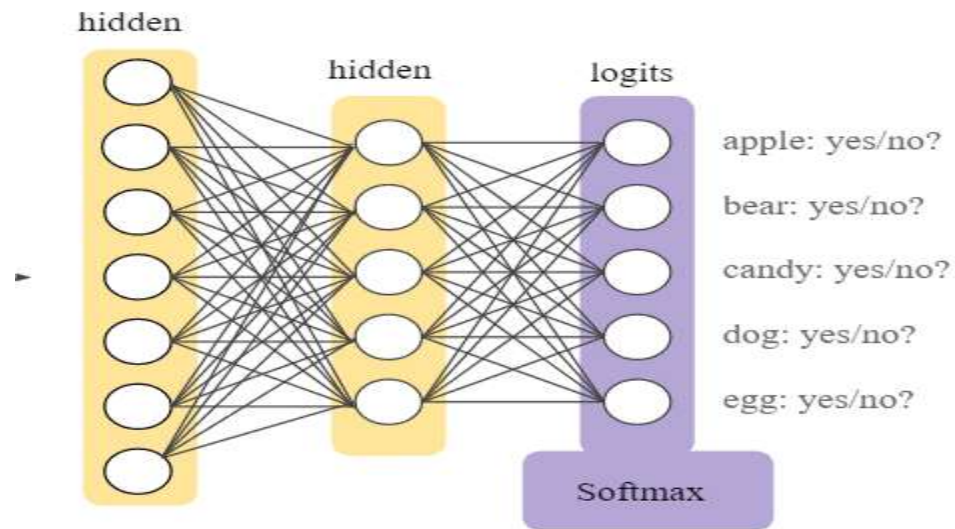 hidden
hidden
logits
apple: yes/no?
bear: yes/no?
candy: yes/no?
dog: yes/no?
egg: yes/no?
Softmax